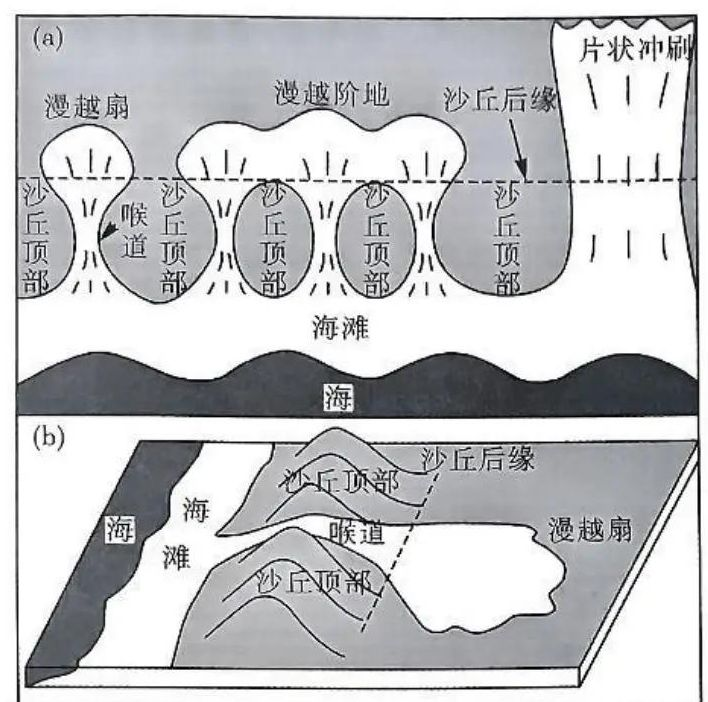 (a)
片状冲刷
漫越扇
漫越阶地
沙丘后缘
沙丘顶部
喉道
沙丘顶部
沙丘顶部
沙丘顶部
沙丘顶部
海滩
海
(b)
沙丘后缘
沙丘顶部
海
海滩
喉道
漫越扇
沙丘顶部